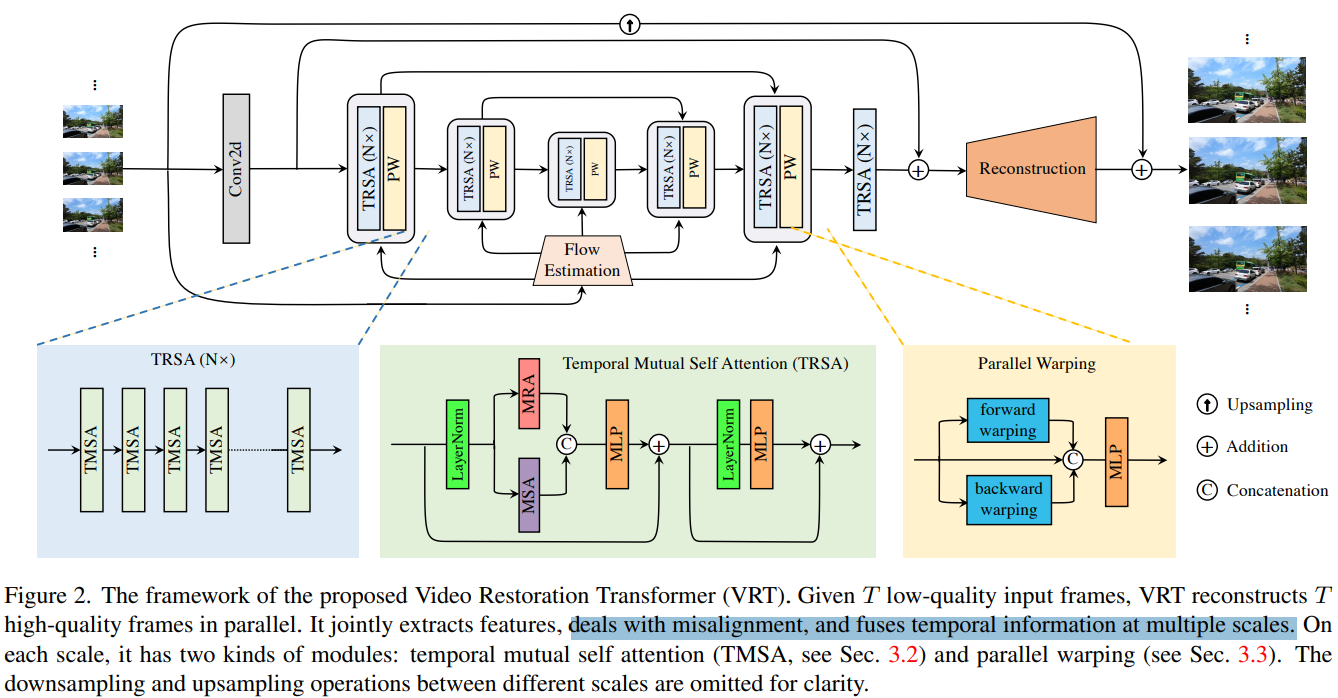 Conv2d
TRSA (N×)
PW
TRSA (N×)
PW
TRSA (N×)
PW
TRSA (N×)
PW
TRSA (N×)
PW
TRSA (N×)
Reconstruction
Flow
Estimation
TRSA (N×)
TMSA
TMSA
TMSA
TMSA
TMSA
Temporal Mutual Self Attention (TRSA)
LayerNorm
MRA
MSA
C
MLP
LayerNorm
MLP
Parallel Warping
forward
warping
backward
warping
C
MLP
Upsampling
Addition
C Concatenation
Figure 2. The framework of the proposed Video Restoration Transformer (VRT). Given T low-quality input frames, VRT reconstructs T
high-quality frames in parallel. It jointly extracts features, deals with misalignment, and fuses temporal information at multiple scales. On
each scale, it has two kinds of modules: temporal mutual self attention (TMSA, see Sec. 3.2) and parallel warping (see Sec. 3.3). The
downsampling and upsampling operations between different scales are omitted for clarity.